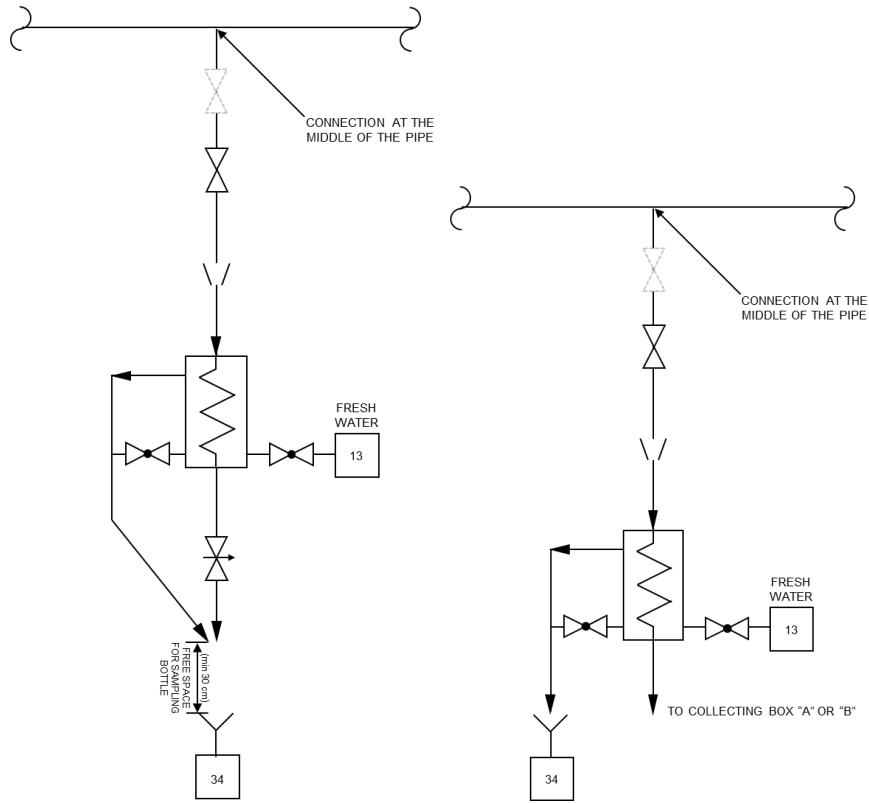 CONNECTION AT THE
MIDDLE OF THE PIPE
FRESH
WATER
13
(min 30 cm)
FREE SPACE
FOR SAMPLING
BOTTLE
34
CONNECTION AT THE
MIDDLE OF THE PIPE
FRESH
WATER
13
TO COLLECTING BOX “A” OR “B”
34